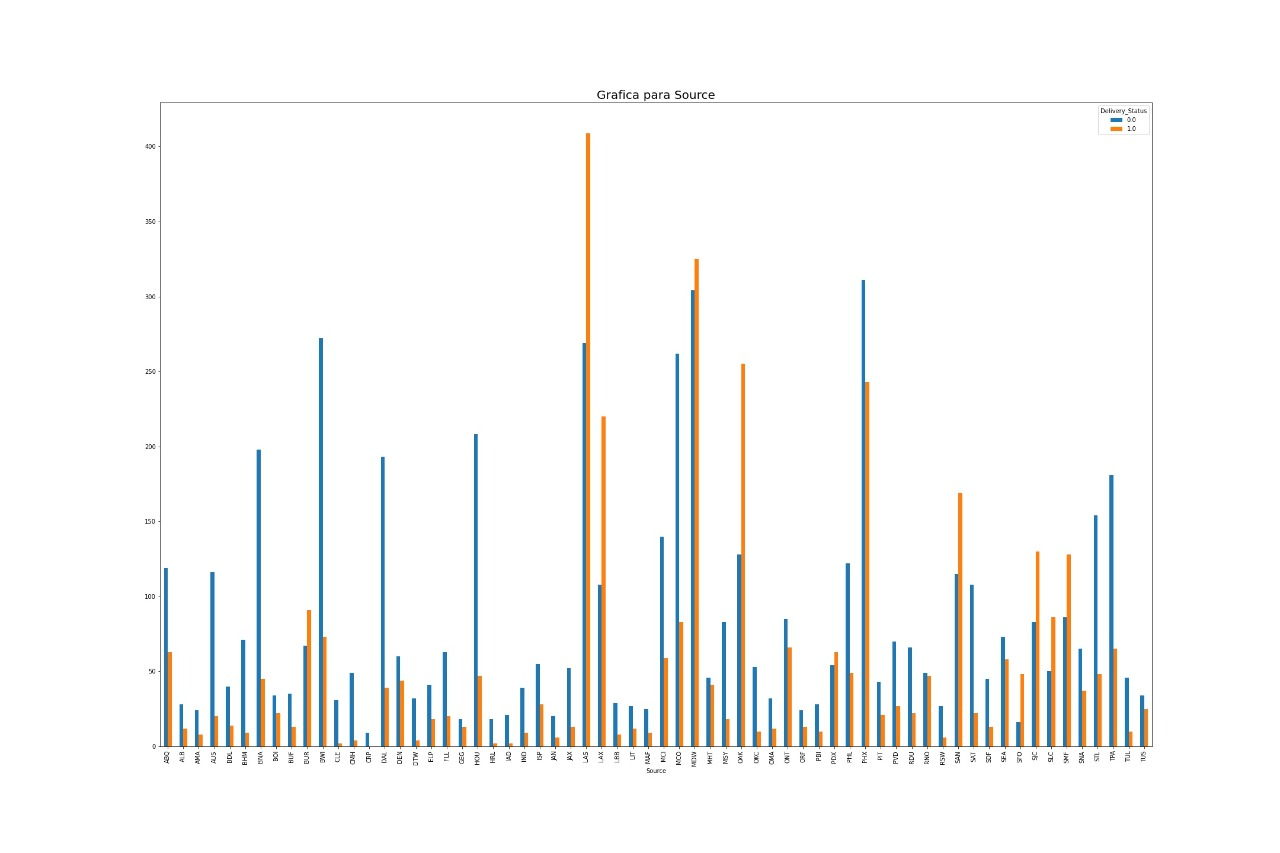 Grafica para Source
Delivery_Status
0.0
1.0
400
350
300
250
200
150
100
50
0
ABQ ALB AMA AUS BDL BHM BNA BOI BUF BUR BWI CLE CMH CRP DAL DEN DTW ELP FLL GEG HOU HRL IAD IND ISP JAN JAX LAS LAX LBB LIT MAF MCI MCO MDW MHT MSY OAK OKC OMA ONT ORF PBI PDX PHL PHX PIT PVD RDU RNO RSW SAN SAT SDF SEA SFO SJC SLC SMF SNA STL TPA TUL TUS
Source